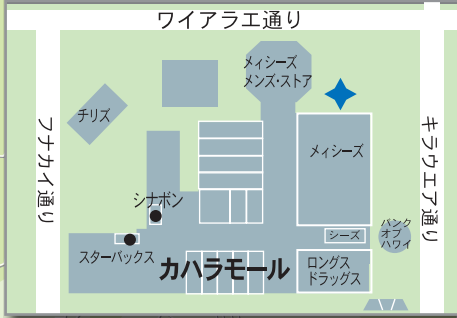 ワイアラエ通り
メィシーズ
メンズ・ストア
チリズ
フナカイ通り
メィシーズ
キラウエア通り
シナボン
シーズ
バンク
オブ
ハワイ
スターバックス
カハラモール
ロングス
ドラッグス